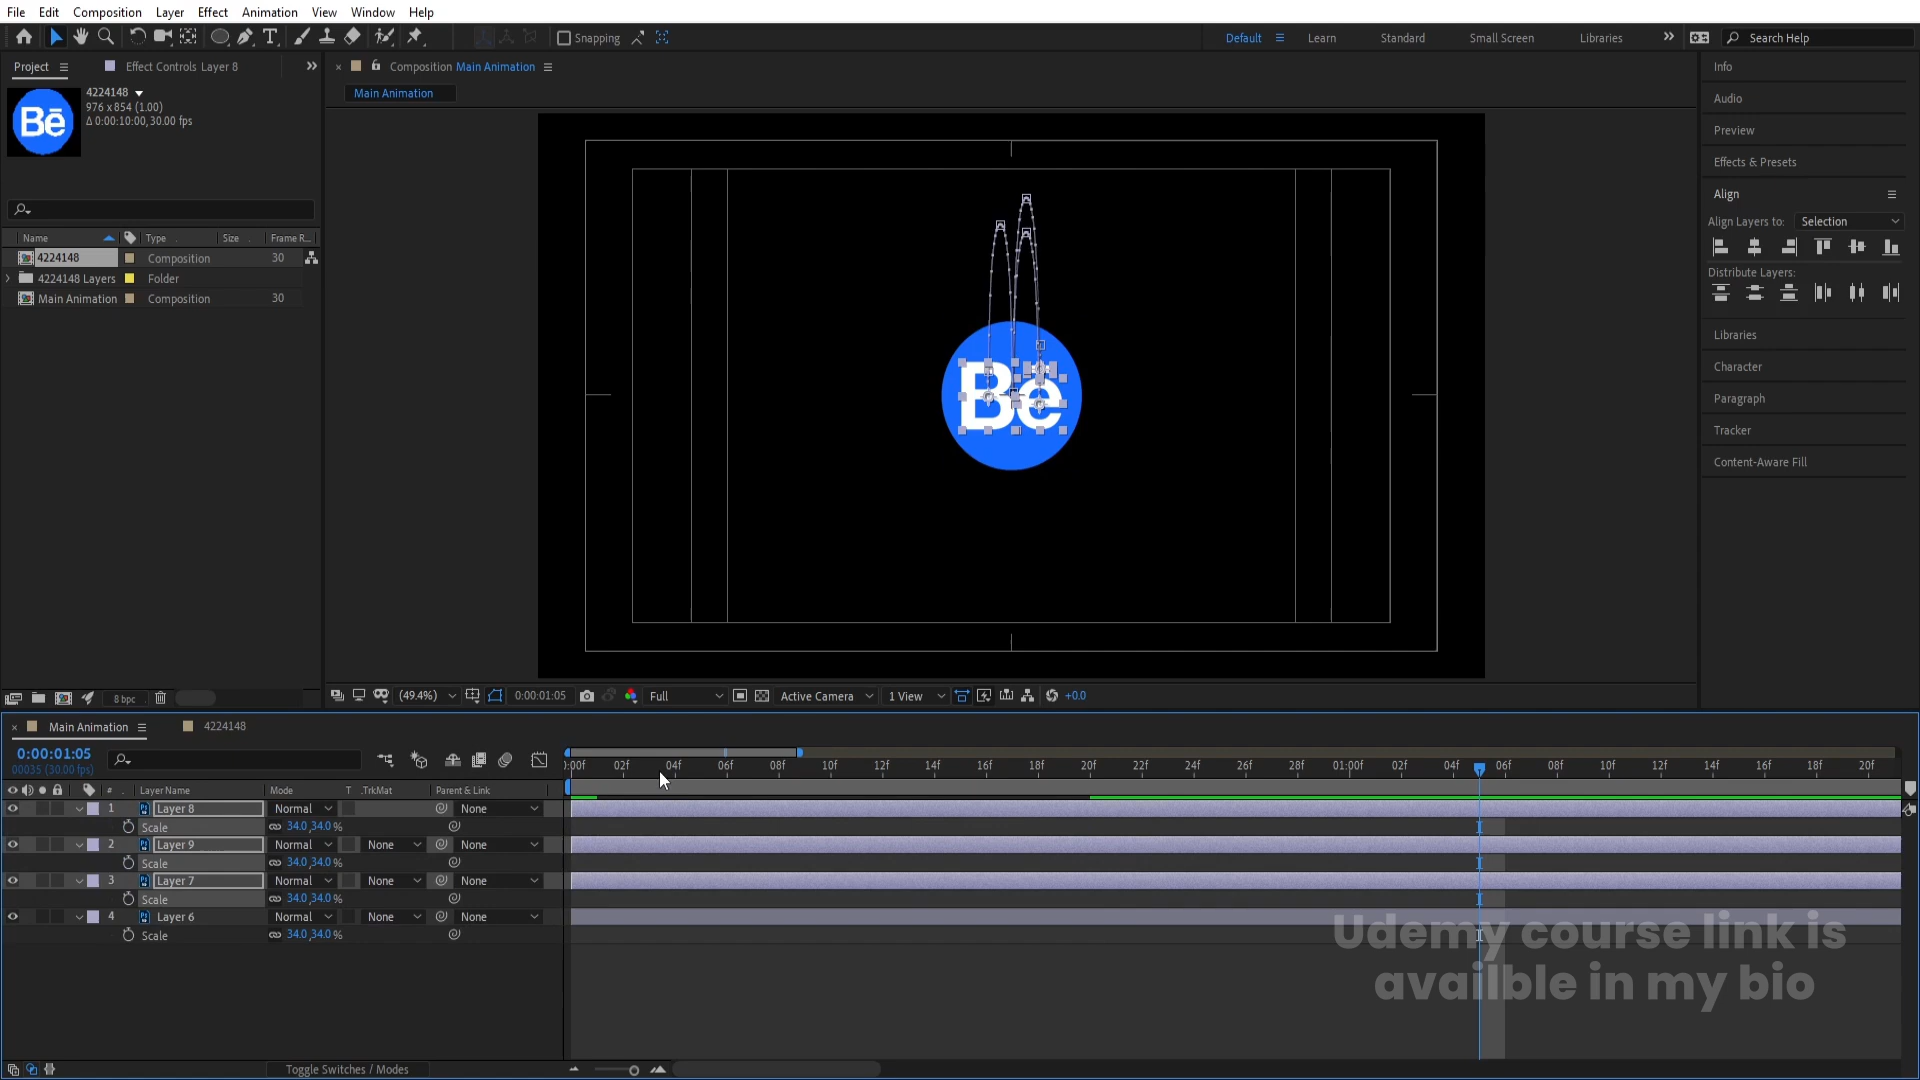 File Edit Composition Layer Effect Animation View Window Help
Snapping
Default Learn Standard Small Screen Libraries Search Help
Project Effect Controls Layer 8
4224148
976 x 854 (1.00)
Δ 0:00:10:00, 30.00 fps
Bē
Name Type Size Frame R...
4224148 Composition 30
4224148 Layers Folder
Main Animation Composition 30
8 bpc
Composition Main Animation
Main Animation
Bē
(49.4%) 0:00:01:05 Full Active Camera 1 View +0.0
Info
Audio
Preview
Effects & Presets
Align
Align Layers to: Selection
Distribute Layers:
Libraries
Character
Paragraph
Tracker
Content-Aware Fill
Main Animation 4224148
0:00:01:05
00035 (30.00 fps)
):00f 02f 04f 06f 08f 10f 12f 14f 16f 18f 20f 22f 24f 26f 28f 01:00f 02f 04f 06f 08f 10f 12f 14f 16f 18f 20f
# Layer Name Mode T .TrkMat Parent & Link
1 Layer 8 Normal None
Scale 34.0,34.0 %
2 Layer 9 Normal None None
Scale 34.0,34.0 %
3 Layer 7 Normal None None
Scale 34.0,34.0 %
4 Layer 6 Normal None None
Scale 34.0,34.0 %
Udemy course link is
availble in my bio
Toggle Switches / Modes